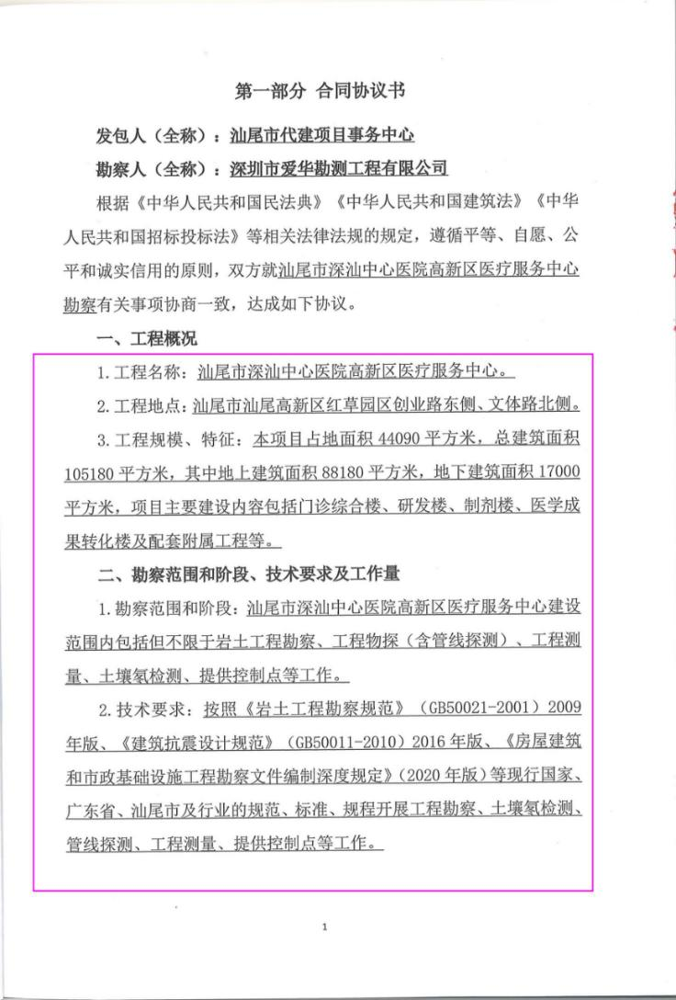 第一部分 合同协议书
发包人（全称）：汕尾市代建项目事务中心
勘察人（全称）：深圳市爱华勘测工程有限公司
根据《中华人民共和国民法典》《中华人民共和国建筑法》《中华
人民共和国招标投标法》等相关法律法规的规定，遵循平等、自愿、公
平和诚实信用的原则，双方就汕尾市深汕中心医院高新区医疗服务中心
勘察有关事项协商一致，达成如下协议。
一、工程概况
1.工程名称：汕尾市深汕中心医院高新区医疗服务中心。
2.工程地点：汕尾市汕尾高新区红草园区创业路东侧、文体路北侧。
3.工程规模、特征：本项目占地面积 44090 平方米，总建筑面积
105180 平方米，其中地上建筑面积 88180 平方米，地下建筑面积 17000
平方米，项目主要建设内容包括门诊综合楼、研发楼、制剂楼、医学成
果转化楼及配套附属工程等。
二、勘察范围和阶段、技术要求及工作量
1.勘察范围和阶段：汕尾市深汕中心医院高新区医疗服务中心建设
范围内包括但不限于岩土工程勘察、工程物探（含管线探测）、工程测
量、土壤氡检测、提供控制点等工作。
2.技术要求：按照《岩土工程勘察规范》（GB50021-2001）2009
年版、《建筑抗震设计规范》（GB50011-2010）2016 年版、《房屋建筑
和市政基础设施工程勘察文件编制深度规定》（2020 年版）等现行国家、
广东省、汕尾市及行业的规范、标准、规程开展工程勘察、土壤氡检测、
管线探测、工程测量、提供控制点等工作。
1